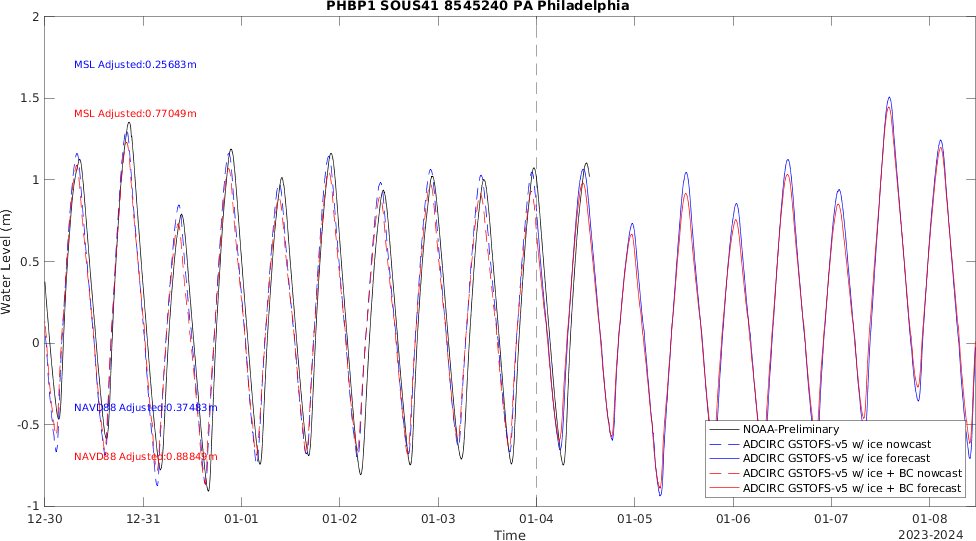 PHBP1 SOUS41 8545240 PA Philadelphia
2
MSL Adjusted:0.25683m
1.5
MSL Adjusted:0.77049m
1
Water Level (m)
0.5
0
NAVD88 Adjusted:0.37483m
-0.5
NAVD88 Adjusted:0.88849m
NOAA-Preliminary
ADCIRC GSTOFS-v5 w/ ice nowcast
ADCIRC GSTOFS-v5 w/ ice forecast
ADCIRC GSTOFS-v5 w/ ice + BC nowcast
ADCIRC GSTOFS-v5 w/ ice + BC forecast
-1
12-30 12-31 01-01 01-02 01-03 01-04 01-05 01-06 01-07 01-08
Time
2023-2024